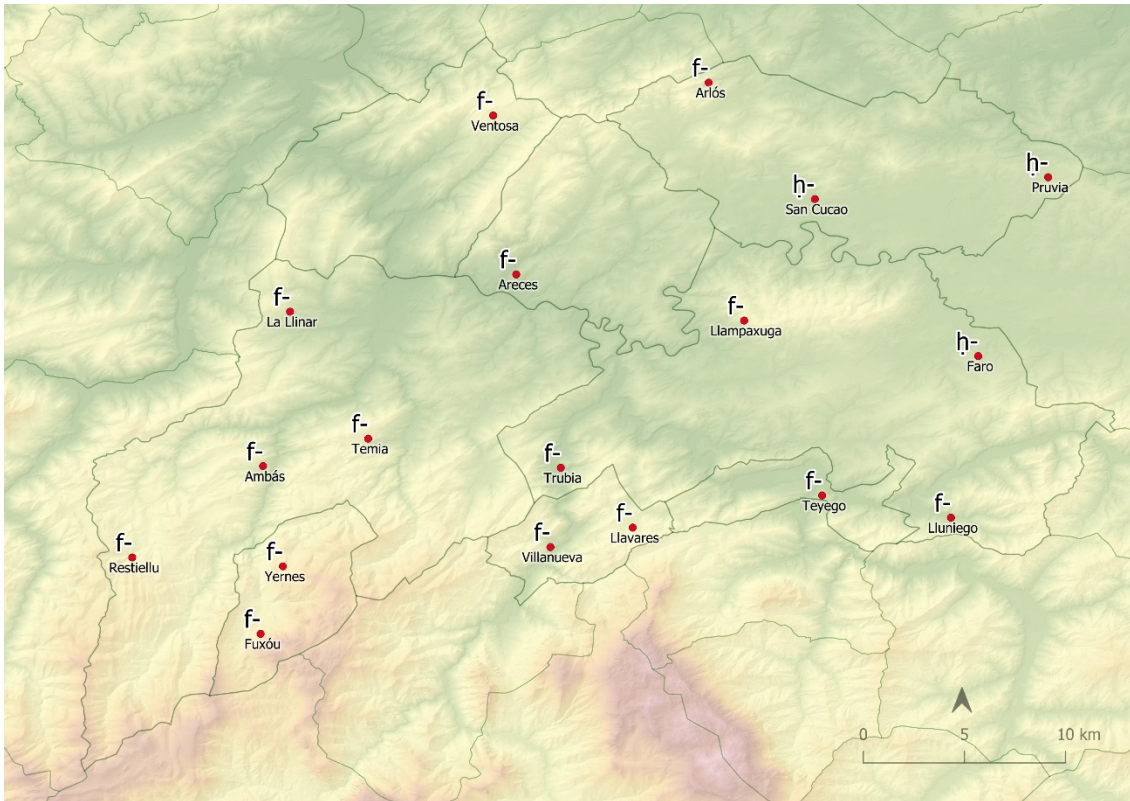 f-
Arlós
f-
Ventosa
ḥ-
Pruvia
ḥ-
San Cucao
f-
Areces
f-
La Llinar
f-
Llampaxuga
ḥ-
Faro
f-
Temia
f-
Ambás
f-
Trubia
f-
Teyego
f-
Lluniego
f-
Llavares
f-
Villanueva
f-
Restiellu
f-
Yernes
f-
Fuxóu
0 5 10 km